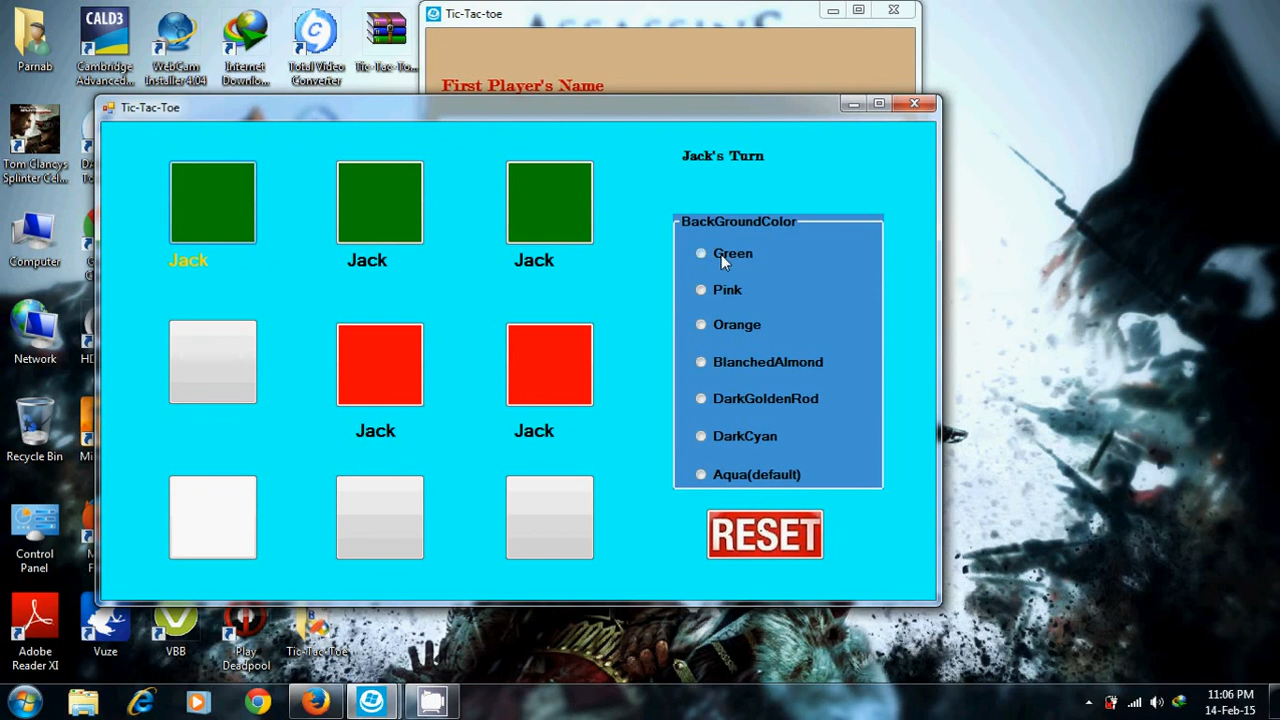 CALD3
Parnab
Cambridge Advanced...
WebCam Installer 4.04
Internet Downlo...
Total Video Converter
Tic-Tac-To...
Tic-Tac-toe
First Player's Name
Tic-Tac-Toe
Jack's Turn
BackGroundColor
Green
Pink
Orange
BlanchedAlmond
DarkGoldenRod
DarkCyan
Aqua(default)
RESET
Jack
Jack
Jack
Jack
Jack
Tom Clancys Splinter Cel...
Computer
Network
Recycle Bin
Control Panel
Adobe Reader XI
Vuze
VBB
Play Deadpool
Tic-Tac-Toe
11:06 PM
14-Feb-15